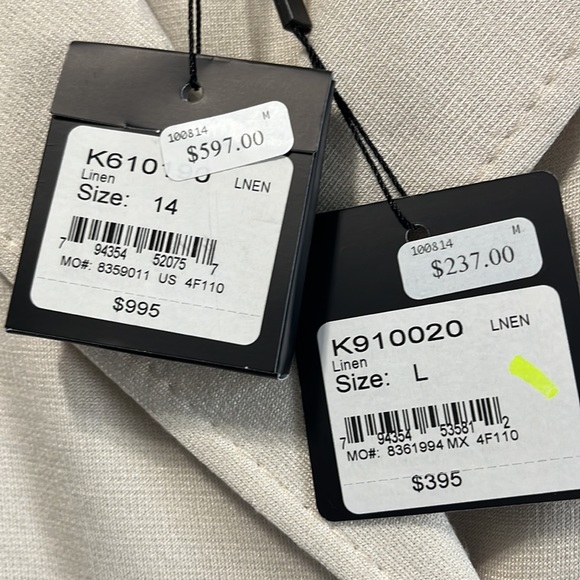 100814 M
$597.00
LNEN
Linen
Size: 14
7 94354 52075 7
MO#: 8359011 US 4F110
$995
100814 M
$237.00
K910020 LNEN
Linen
Size: L
7 94354 53581 2
MO#: 8361994 MX 4F110
$395